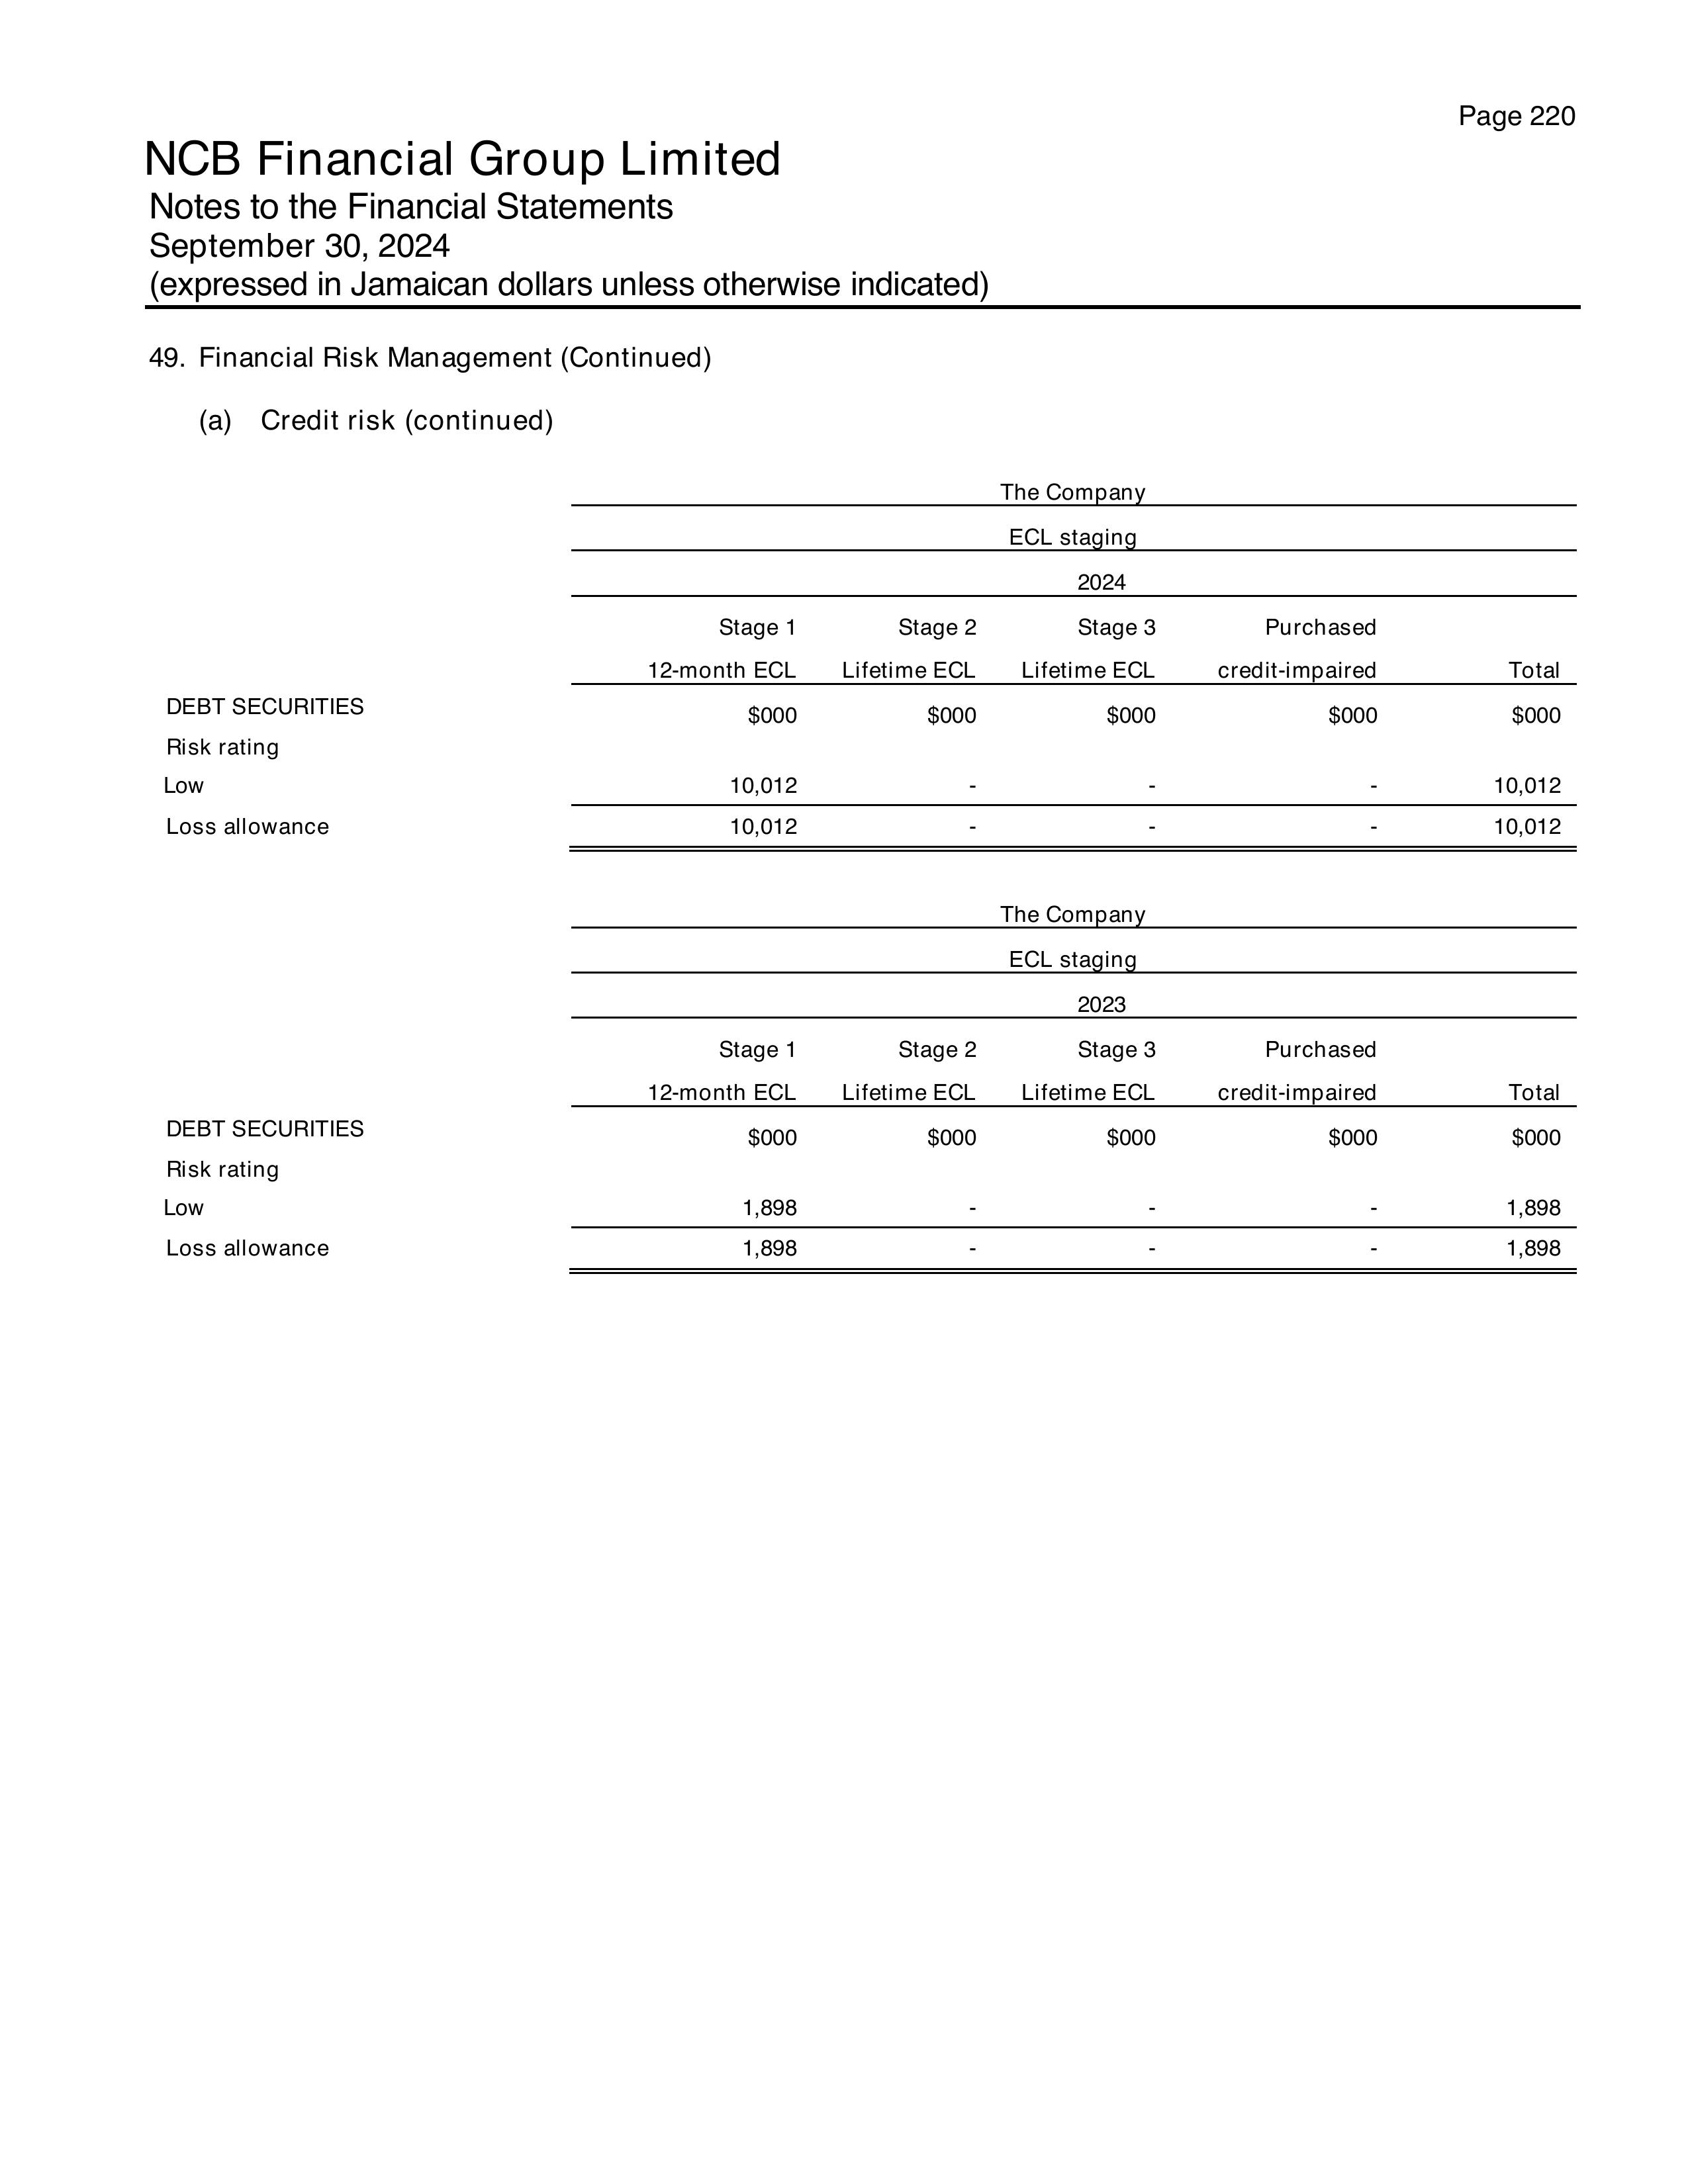 Page 220
NCB Financial Group Limited
Notes to the Financial Statements
September 30, 2024
(expressed in Jamaican dollars unless otherwise indicated)
49. Financial Risk Management (Continued)
(a) Credit risk (continued)
The Company
ECL staging
2024
Stage 1 Stage 2 Stage 3 Purchased
12-month ECL Lifetime ECL Lifetime ECL credit-impaired Total
DEBT SECURITIES $000 $000 $000 $000 $000
Risk rating
Low 10,012 - - - 10,012
Loss allowance 10,012 - - - 10,012
The Company
ECL staging
2023
Stage 1 Stage 2 Stage 3 Purchased
12-month ECL Lifetime ECL Lifetime ECL credit-impaired Total
DEBT SECURITIES $000 $000 $000 $000 $000
Risk rating
Low 1,898 - - - 1,898
Loss allowance 1,898 - - - 1,898